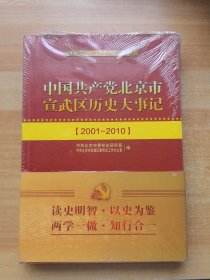 中国共产党北京市
宣武区历史大事记
【2001-2010】
编
读史明智·以史为鉴
两学一做·知行合一